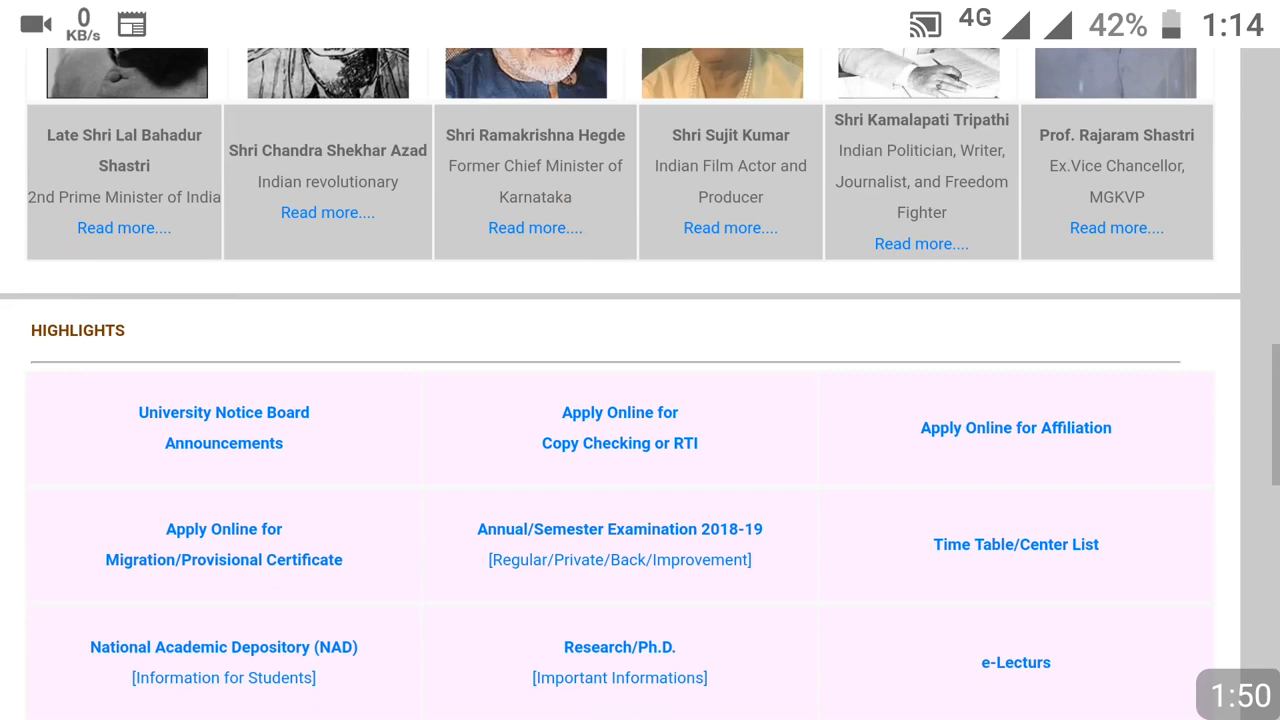 0
KB/s
4G
42%
1:14
Late Shri Lal Bahadur
Shastri
2nd Prime Minister of India
Read more....
Shri Chandra Shekhar Azad
Indian revolutionary
Read more....
Shri Ramakrishna Hegde
Former Chief Minister of
Karnataka
Read more....
Shri Sujit Kumar
Indian Film Actor and
Producer
Read more....
Shri Kamalapati Tripathi
Indian Politician, Writer,
Journalist, and Freedom
Fighter
Read more....
Prof. Rajaram Shastri
Ex.Vice Chancellor,
MGKVP
Read more....
HIGHLIGHTS
University Notice Board
Announcements
Apply Online for
Copy Checking or RTI
Apply Online for Affiliation
Apply Online for
Migration/Provisional Certificate
Annual/Semester Examination 2018-19
[Regular/Private/Back/Improvement]
Time Table/Center List
National Academic Depository (NAD)
[Information for Students]
Research/Ph.D.
[Important Informations]
e-Lecturs
1:50